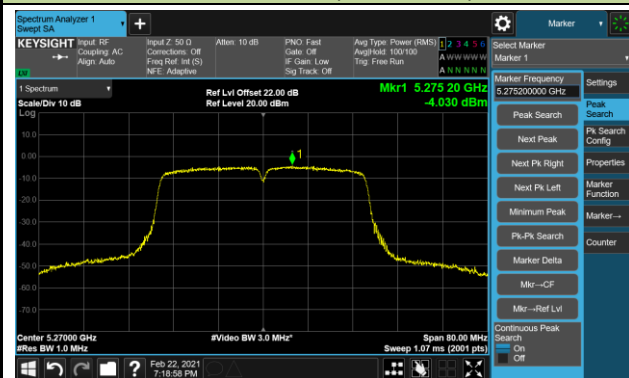 Spectrum Analyzer 1
Swept SA
Marker
KEYSIGHT
Input: RF
Coupling: AC
Align: Auto
Input Z: 50 Ω
Corrections: Off
Freq Ref: Int (S)
NFE: Adaptive
Atten: 10 dB
PNO: Fast
Gate: Off
IF Gain: Low
Sig Track: Off
Avg Type: Power (RMS)
Avg|Hold: 100/100
Trig: Free Run
1 2 3 4 5 6
A W W W W W
A N N N N N
LV
1 Spectrum
Scale/Div 10 dB
Log
Ref Lvl Offset 22.00 dB
Ref Level 20.00 dBm
Mkr1 5.275 20 GHz
-4.030 dBm
10.0
0.00
-10.0
-20.0
-30.0
-40.0
-50.0
-60.0
-70.0
1
Center 5.27000 GHz
#Res BW 1.0 MHz
#Video BW 3.0 MHz*
Span 80.00 MHz
Sweep 1.07 ms (2001 pts)
Feb 22, 2021
7:18:58 PM
Select Marker
Marker 1
Marker Frequency
5.275200000 GHz
Peak Search
Next Peak
Next Pk Right
Next Pk Left
Minimum Peak
Pk-Pk Search
Marker Delta
Mkr→CF
Mkr→Ref Lvl
Continuous Peak
Search
On
Off
Settings
Peak
Search
Pk Search
Config
Properties
Marker
Function
Marker→
Counter